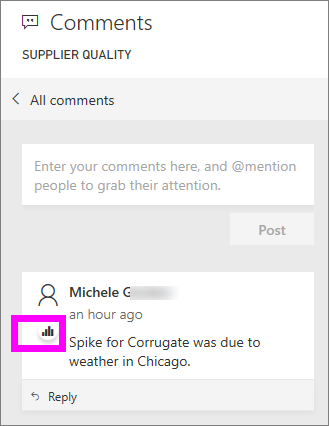 Comments
SUPPLIER QUALITY
All comments
Enter your comments here, and @mention
people to grab their attention.
Post
Michele
an hour ago
Spike for Corrugate was due to
weather in Chicago.
Reply